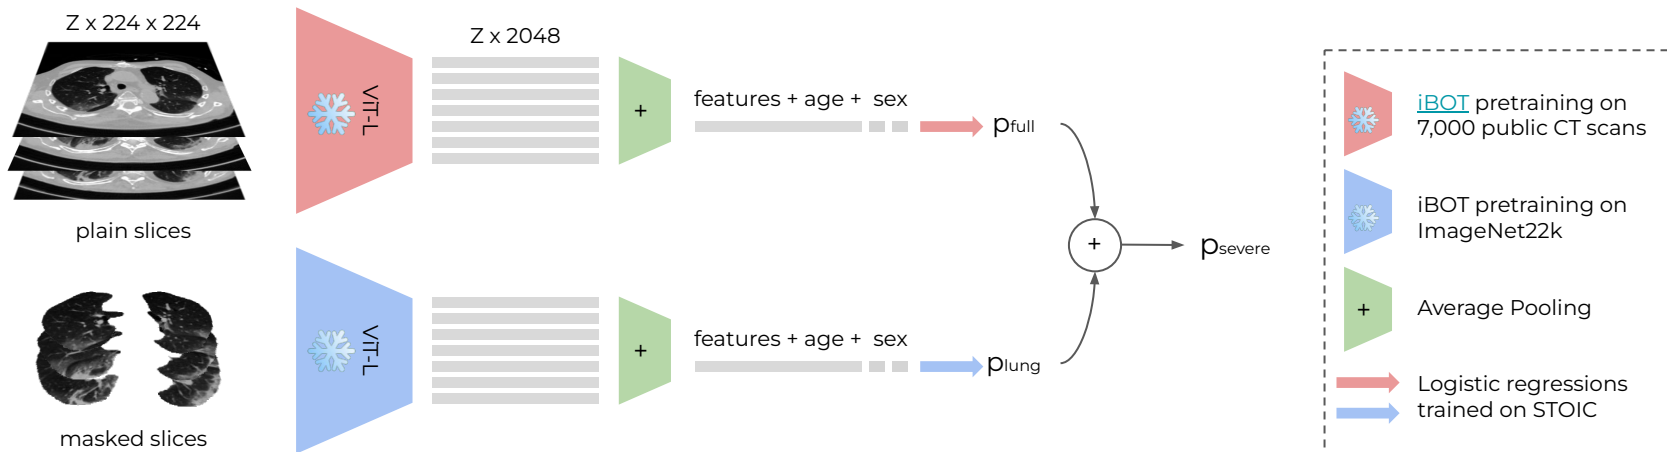 Z x 224 x 224
plain slices
ViT-L
Z x 2048
+
features + age + sex
pfull
masked slices
ViT-L
+
features + age + sex
plung
+
psevere
iBOT pretraining on
7,000 public CT scans
iBOT pretraining on
ImageNet22k
+
Average Pooling
Logistic regressions
trained on STOIC